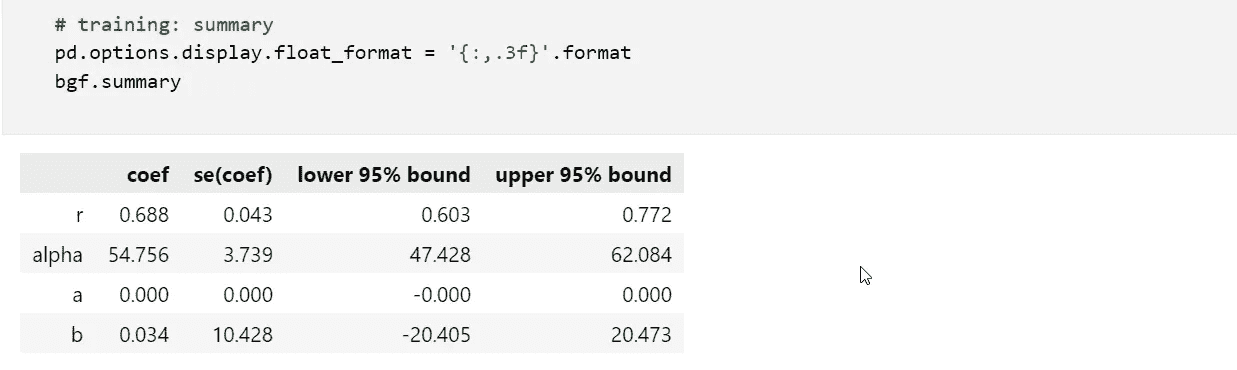 # training: summary
pd.options.display.float_format = '{:,.3f}'.format
bgf.summary
coef se(coef) lower 95% bound upper 95% bound
r 0.688 0.043 0.603 0.772
alpha 54.756 3.739 47.428 62.084
a 0.000 0.000 -0.000 0.000
b 0.034 10.428 -20.405 20.473